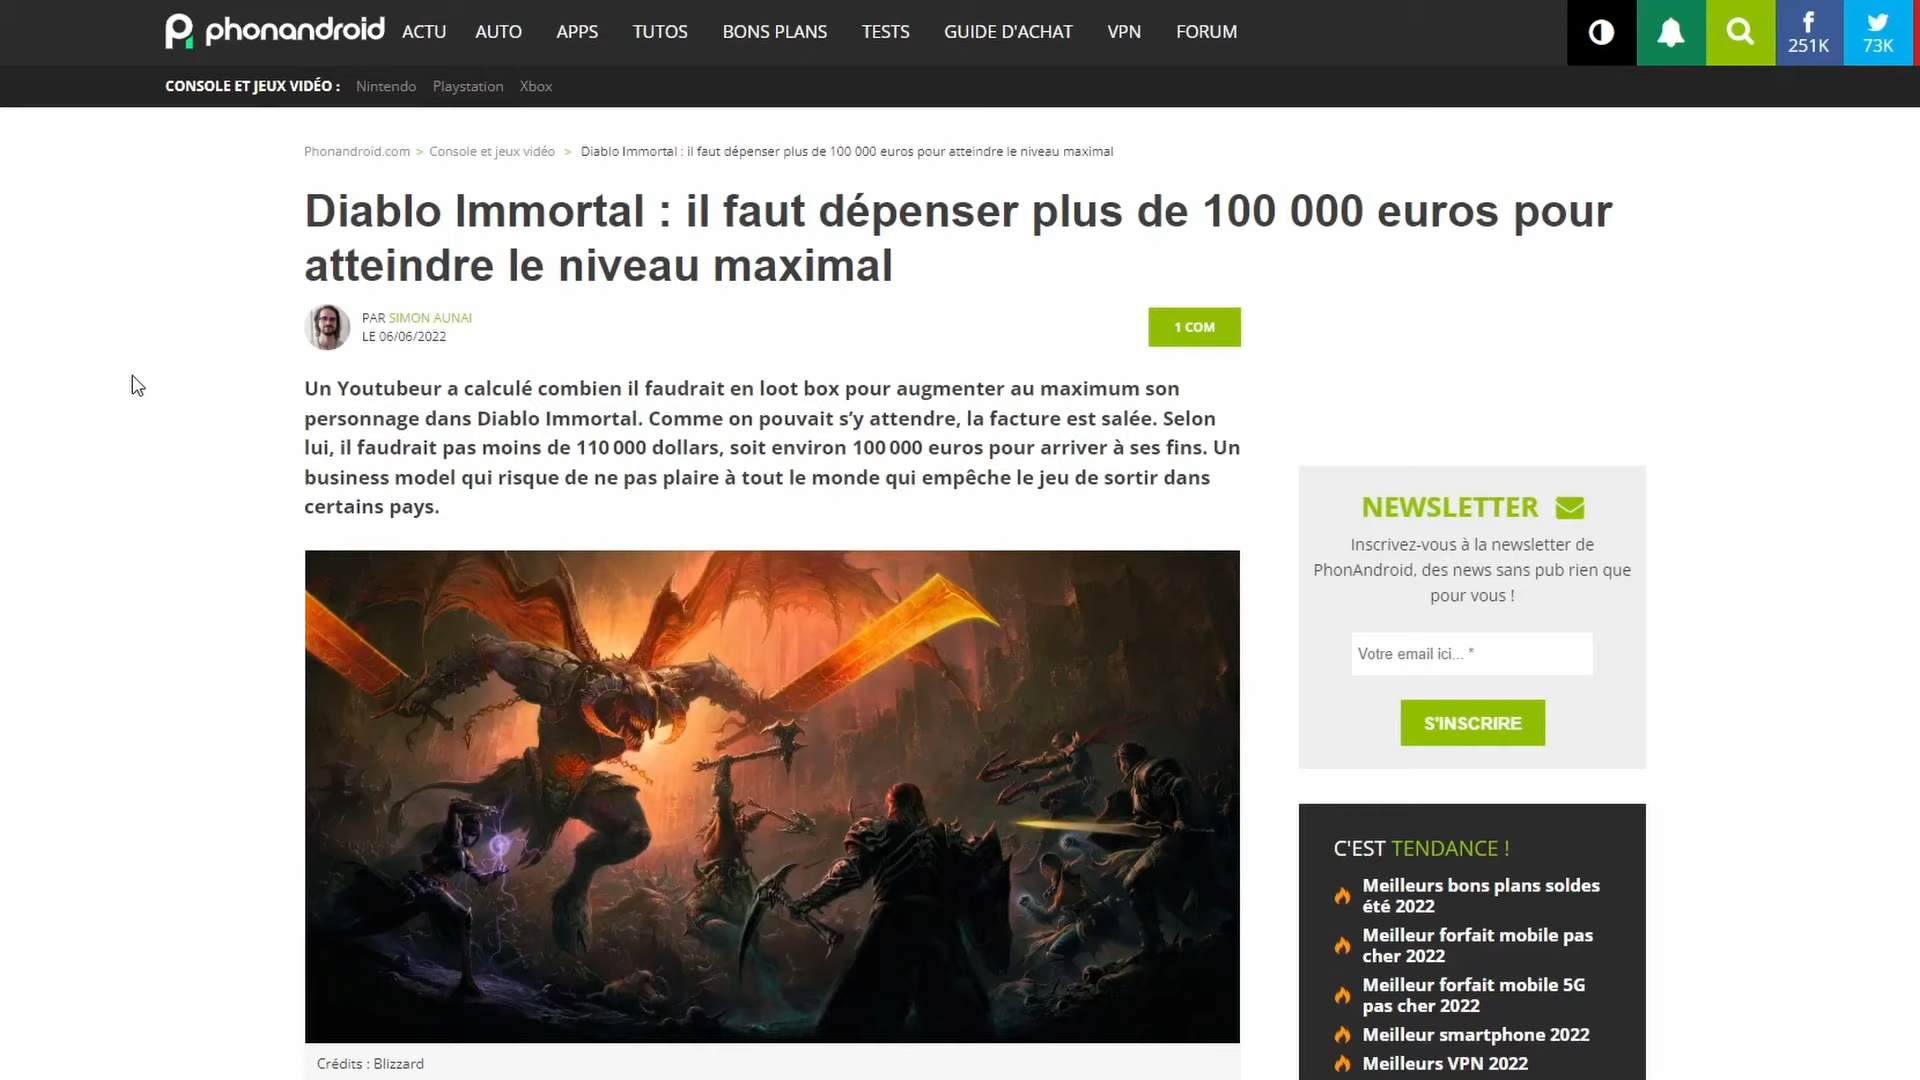 phonandroid ACTU AUTO APPS TUTOS BONS PLANS TESTS GUIDE D'ACHAT VPN FORUM 251K 73K
CONSOLE ET JEUX VIDÉO : Nintendo Playstation Xbox
Phonandroid.com > Console et jeux vidéo > Diablo Immortal : il faut dépenser plus de 100 000 euros pour atteindre le niveau maximal
Diablo Immortal : il faut dépenser plus de 100 000 euros pour
atteindre le niveau maximal
PAR SIMON AUNAI
LE 06/06/2022
1 COM
Un Youtubeur a calculé combien il faudrait en loot box pour augmenter au maximum son
personnage dans Diablo Immortal. Comme on pouvait s’y attendre, la facture est salée. Selon
lui, il faudrait pas moins de 110 000 dollars, soit environ 100 000 euros pour arriver à ses fins. Un
business model qui risque de ne pas plaire à tout le monde qui empêche le jeu de sortir dans
certains pays.
Crédits : Blizzard
NEWSLETTER
Inscrivez-vous à la newsletter de
PhonAndroid, des news sans pub rien que
pour vous !
Votre email ici... *
S'INSCRIRE
C'EST TENDANCE !
Meilleurs bons plans soldes
été 2022
Meilleur forfait mobile pas
cher 2022
Meilleur forfait mobile 5G
pas cher 2022
Meilleur smartphone 2022
Meilleurs VPN 2022